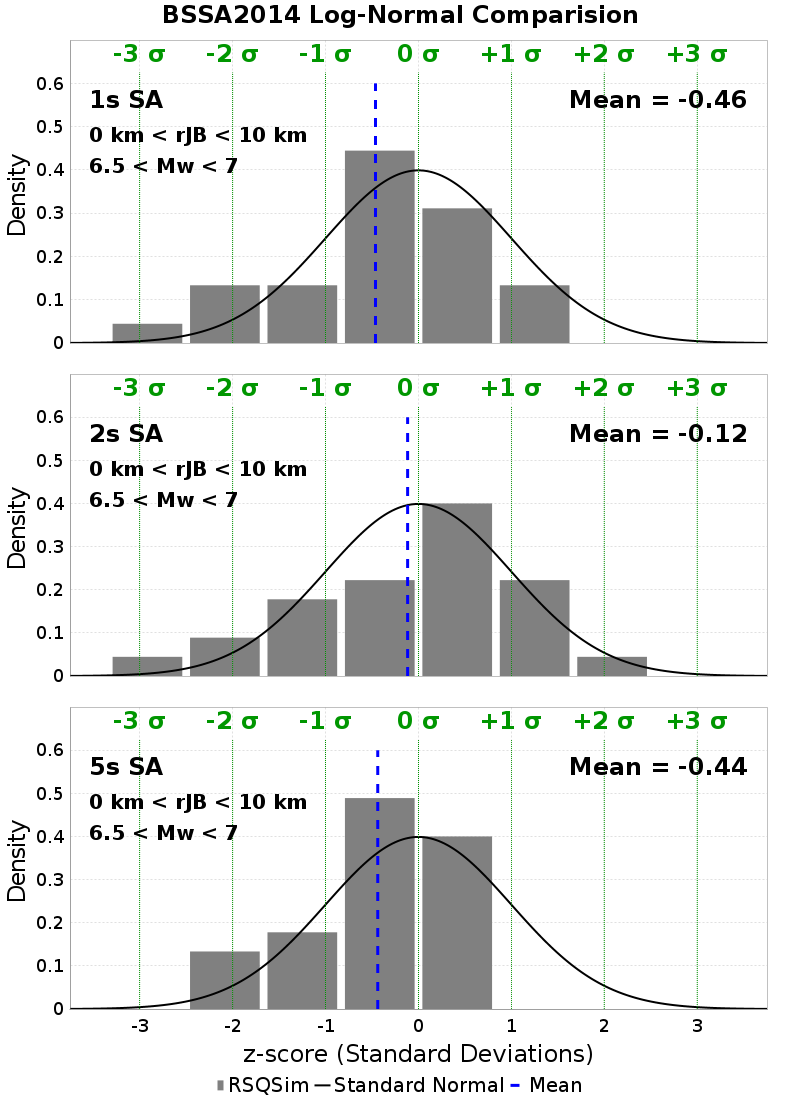 BSSA2014 Log-Normal Comparision
-3 σ -2 σ -1 σ 0 σ +1 σ +2 σ +3 σ
1s SA Mean = -0.46
0 km < rJB < 10 km
6.5 < Mw < 7
Density
0.6
0.5
0.4
0.3
0.2
0.1
0
-3 σ -2 σ -1 σ 0 σ +1 σ +2 σ +3 σ
2s SA Mean = -0.12
0 km < rJB < 10 km
6.5 < Mw < 7
Density
0.6
0.5
0.4
0.3
0.2
0.1
0
-3 σ -2 σ -1 σ 0 σ +1 σ +2 σ +3 σ
5s SA Mean = -0.44
0 km < rJB < 10 km
6.5 < Mw < 7
Density
0.6
0.5
0.4
0.3
0.2
0.1
0
-3 -2 -1 0 1 2 3
z-score (Standard Deviations)
RSQSim Standard Normal Mean